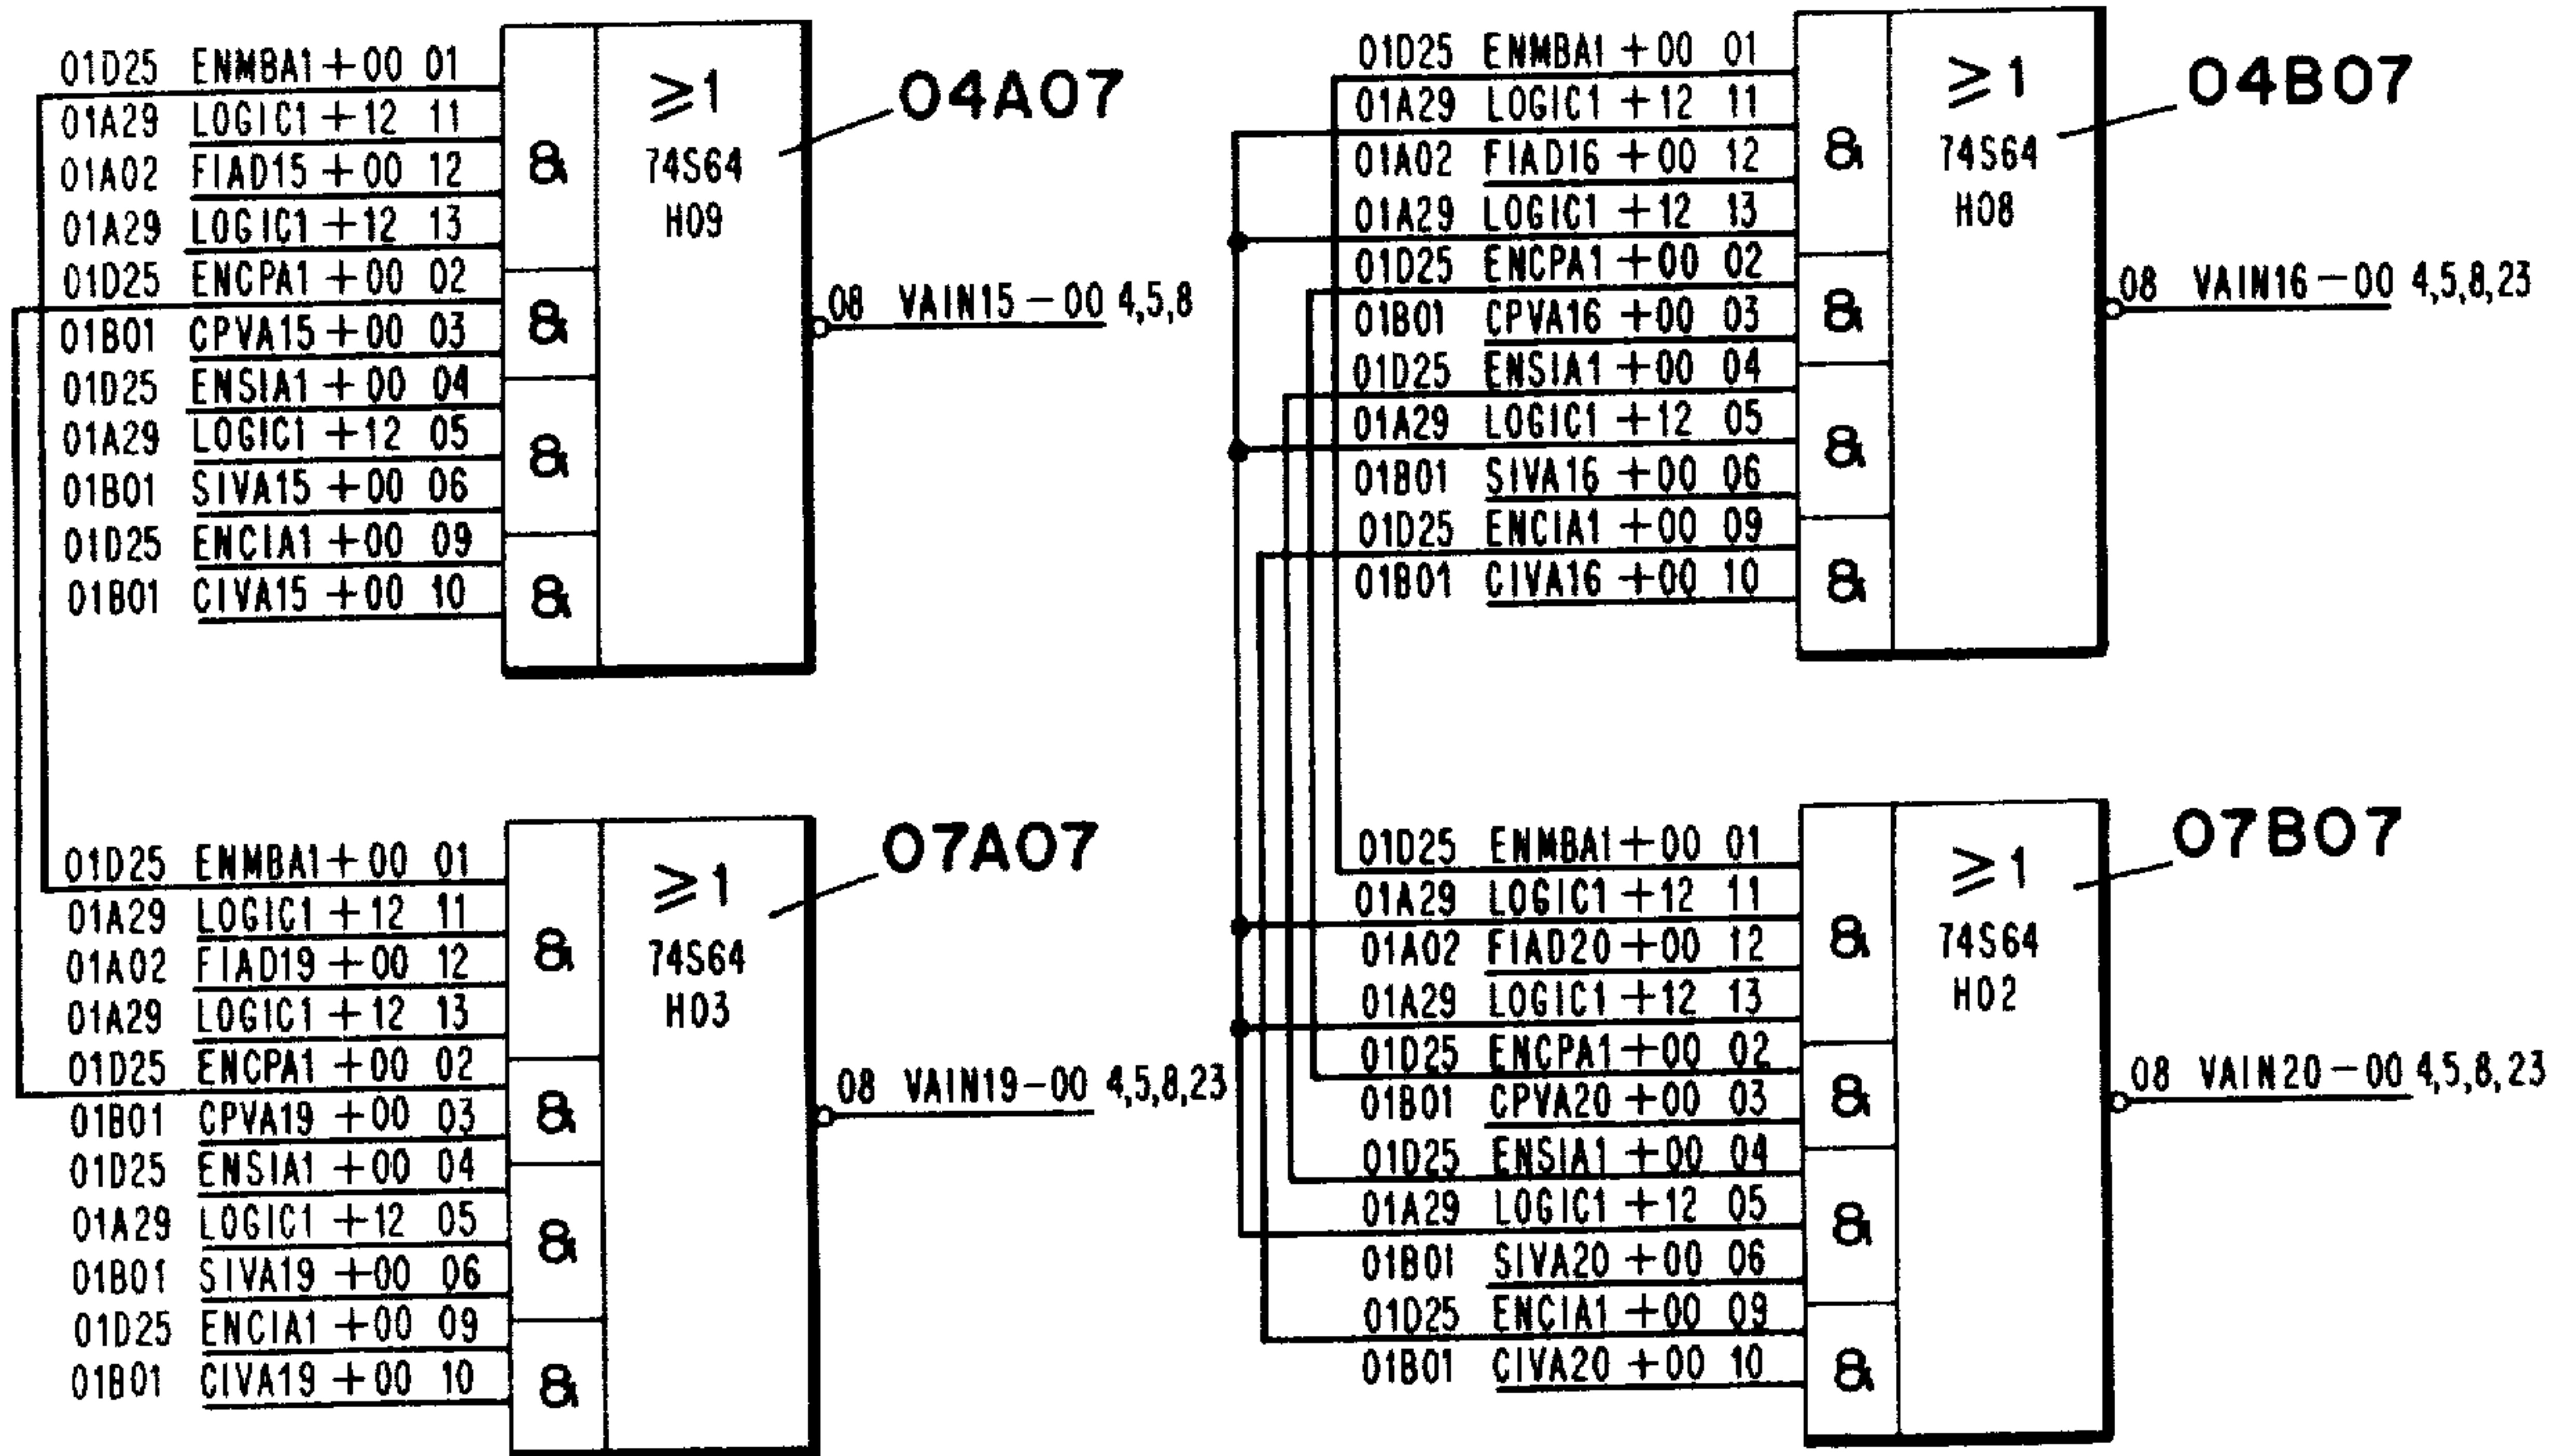 01D25 ENMBA1+00 01
01A29 LOGIC1+12 11
01A02 FIAD15+00 12
01A29 LOGIC1+12 13
01D25 ENCPA1+00 02
01B01 CPVA15+00 03
01D25 ENSIA1+00 04
01A29 LOGIC1+12 05
01B01 SIVA15+00 06
01D25 ENCIA1+00 09
01B01 CIVA15+00 10
&
&
&
&
≥1
74S64
H09
04A07
08 VAIN15-00 4,5,8
01D25 ENMBA1+00 01
01A29 LOGIC1+12 11
01A02 FIAD16+00 12
01A29 LOGIC1+12 13
01D25 ENCPA1+00 02
01B01 CPVA16+00 03
01D25 ENSIA1+00 04
01A29 LOGIC1+12 05
01B01 SIVA16+00 06
01D25 ENCIA1+00 09
01B01 CIVA16+00 10
&
&
&
&
≥1
74S64
H08
04B07
08 VAIN16-00 4,5,8,23
01D25 ENMBA1+00 01
01A29 LOGIC1+12 11
01A02 FIAD19+00 12
01A29 LOGIC1+12 13
01D25 ENCPA1+00 02
01B01 CPVA19+00 03
01D25 ENSIA1+00 04
01A29 LOGIC1+12 05
01B01 SIVA19+00 06
01D25 ENCIA1+00 09
01B01 CIVA19+00 10
&
&
&
&
≥1
74S64
H03
07A07
08 VAIN19-00 4,5,8,23
01D25 ENMBA1+00 01
01A29 LOGIC1+12 11
01A02 FIAD20+00 12
01A29 LOGIC1+12 13
01D25 ENCPA1+00 02
01B01 CPVA20+00 03
01D25 ENSIA1+00 04
01A29 LOGIC1+12 05
01B01 SIVA20+00 06
01D25 ENCIA1+00 09
01B01 CIVA20+00 10
&
&
&
&
≥1
74S64
H02
07B07
08 VAIN20-00 4,5,8,23